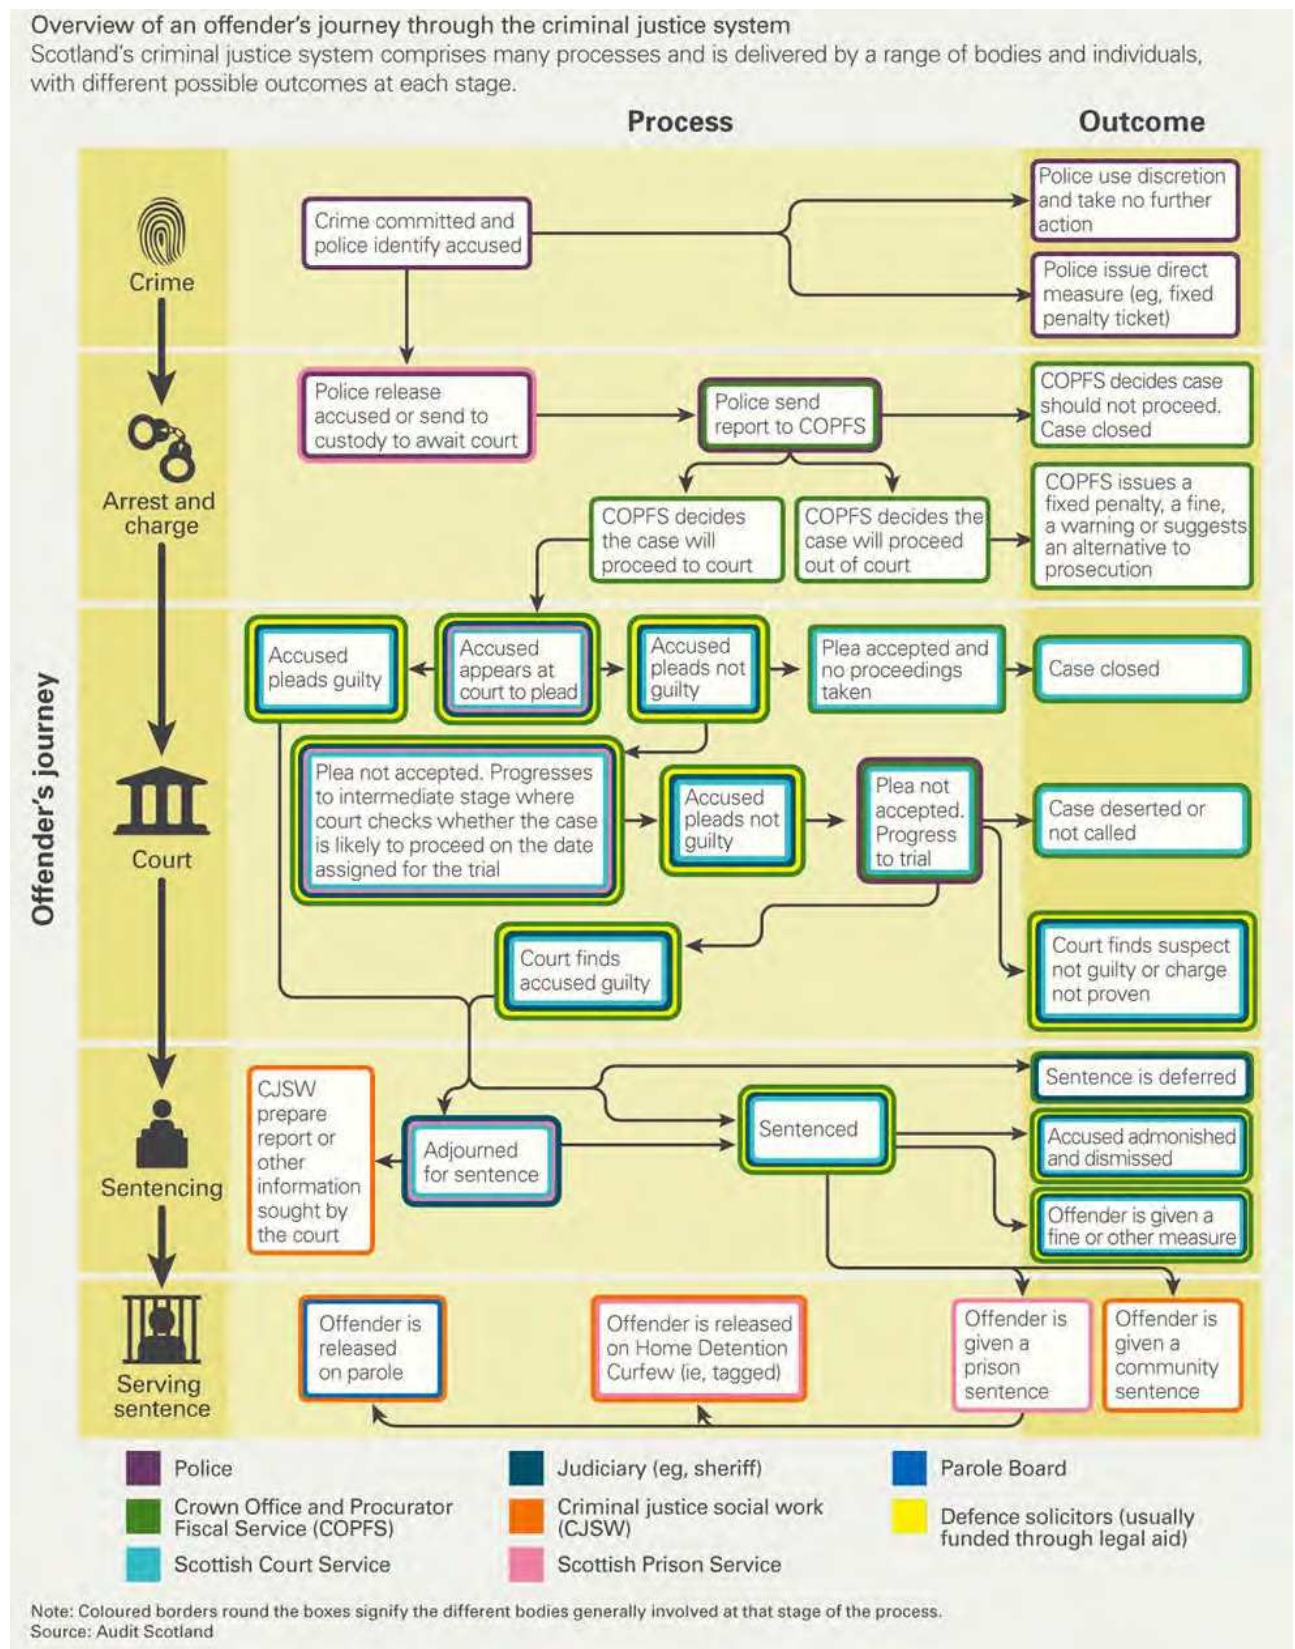 Overview of an offender's journey through the criminal justice system
Scotland's criminal justice system comprises many processes and is delivered by a range of bodies and individuals,
with different possible outcomes at each stage.
Process
Outcome
Offender's journey
Crime
Crime committed and
police identify accused
Police use discretion
and take no further
action
Police issue direct
measure (eg, fixed
penalty ticket)
Arrest and
charge
Police release
accused or send to
custody to await court
Police send
report to COPFS
COPFS decides case
should not proceed.
Case closed
COPFS decides
the case will
proceed to court
COPFS decides the
case will proceed
out of court
COPFS issues a
fixed penalty, a fine,
a warning or suggests
an alternative to
prosecution
Court
Accused
pleads guilty
Accused
appears at
court to plead
Accused
pleads not
guilty
Plea accepted and
no proceedings
taken
Case closed
Plea not accepted. Progresses
to intermediate stage where
court checks whether the case
is likely to proceed on the date
assigned for the trial
Accused
pleads not
guilty
Plea not
accepted.
Progress
to trial
Case deserted or
not called
Court finds
accused guilty
Court finds suspect
not guilty or charge
not proven
Sentencing
CJSW
prepare
report or
other
information
sought by
the court
Adjourned
for sentence
Sentenced
Sentence is deferred
Accused admonished
and dismissed
Offender is given a
fine or other measure
Serving
sentence
Offender is
released
on parole
Offender is released
on Home Detention
Curfew (ie, tagged)
Offender is
given a
prison
sentence
Offender is
given a
community
sentence
Police
Crown Office and Procurator
Fiscal Service (COPFS)
Scottish Court Service
Judiciary (eg, sheriff)
Criminal justice social work
(CJSW)
Scottish Prison Service
Parole Board
Defence solicitors (usually
funded through legal aid)
Note: Coloured borders round the boxes signify the different bodies generally involved at that stage of the process.
Source: Audit Scotland